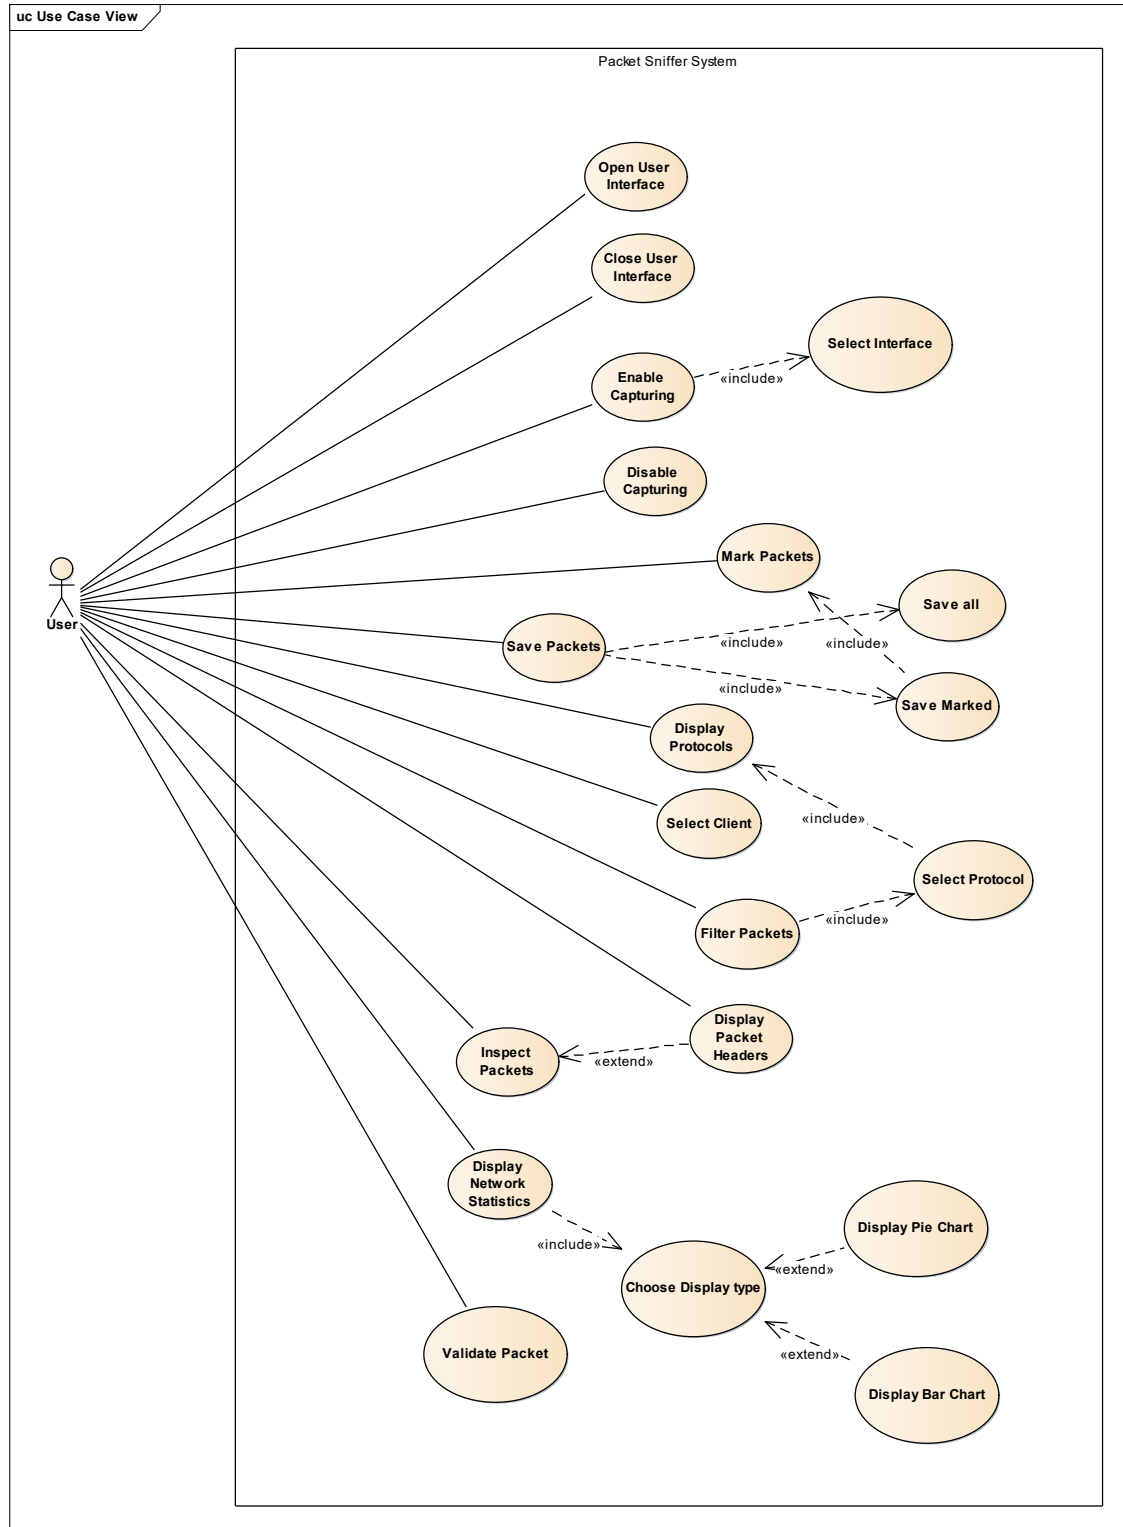 uc Use Case View
Packet Sniffer System
Open User
Interface
Close User
Interface
Select Interface
Enable
Capturing
«include»
Disable
Capturing
Mark Packets
Save all
User
Save Packets
«include»
«include»
«include»
Save Marked
Display
Protocols
Select Client
«include»
Select Protocol
Filter Packets
«include»
Display
Packet
Headers
Inspect
Packets
«extend»
Display
Network
Statistics
Display Pie Chart
«include»
«extend»
Choose Display type
Validate Packet
«extend»
Display Bar Chart